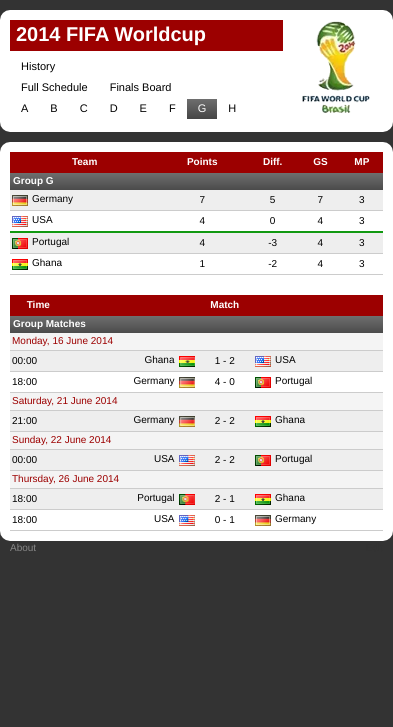 2014 FIFA Worldcup
2014
FIFA WORLD CUP
Brasil
History
Full Schedule Finals Board
A B C D E F G H
Team Points Diff. GS MP
Group G
Germany 7 5 7 3
USA 4 0 4 3
Portugal 4 -3 4 3
Ghana 1 -2 4 3
Time Match
Group Matches
Monday, 16 June 2014
00:00 Ghana 1 - 2 USA
18:00 Germany 4 - 0 Portugal
Saturday, 21 June 2014
21:00 Germany 2 - 2 Ghana
Sunday, 22 June 2014
00:00 USA 2 - 2 Portugal
Thursday, 26 June 2014
18:00 Portugal 2 - 1 Ghana
18:00 USA 0 - 1 Germany
About